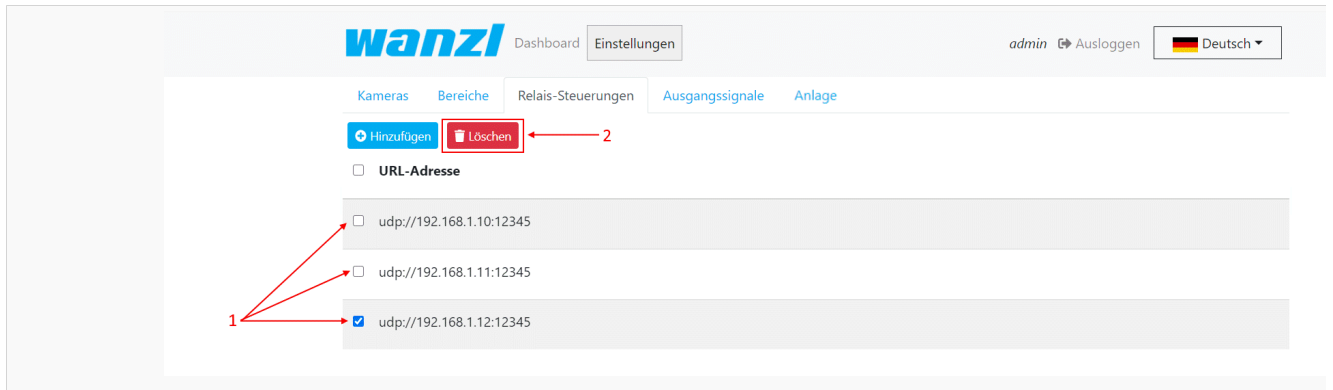 wanzl Dashboard Einstellungen admin Ausloggen Deutsch
Kameras Bereiche Relais-Steuerungen Ausgangssignale Anlage
Hinzufügen Löschen 2
URL-Adresse
udp://192.168.1.10:12345
udp://192.168.1.11:12345
1 udp://192.168.1.12:12345